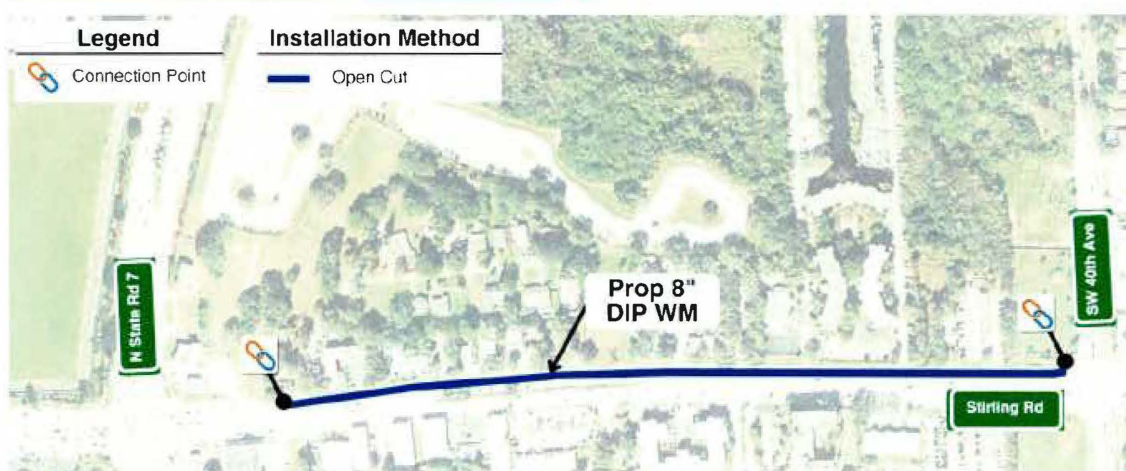 Legend
Connection Point
Installation Method
Open Cut
N State Rd 7
Prop 8"
DIP WM
SW 40th Ave
Stirling Rd